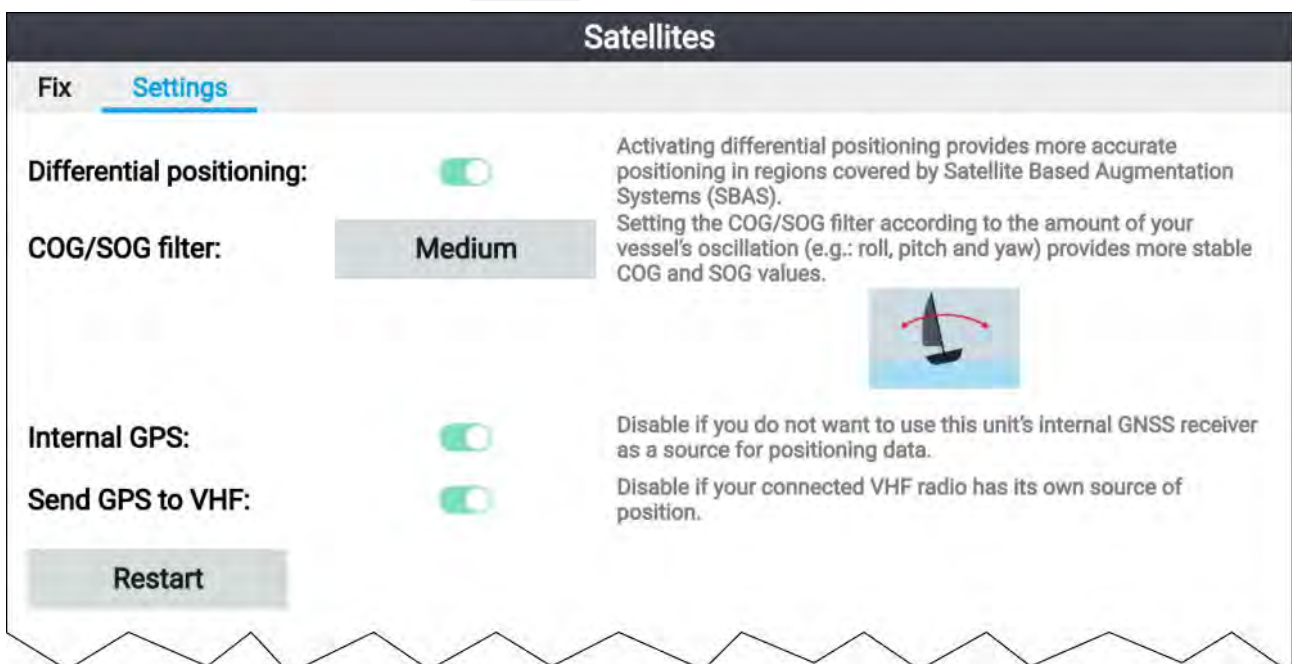 Satellites
Fix Settings
Differential positioning:
Activating differential positioning provides more accurate
positioning in regions covered by Satellite Based Augmentation
Systems (SBAS).
COG/SOG filter:
Medium
Setting the COG/SOG filter according to the amount of your
vessel's oscillation (e.g.: roll, pitch and yaw) provides more stable
COG and SOG values.
Internal GPS:
Disable if you do not want to use this unit's internal GNSS receiver
as a source for positioning data.
Send GPS to VHF:
Disable if your connected VHF radio has its own source of
position.
Restart